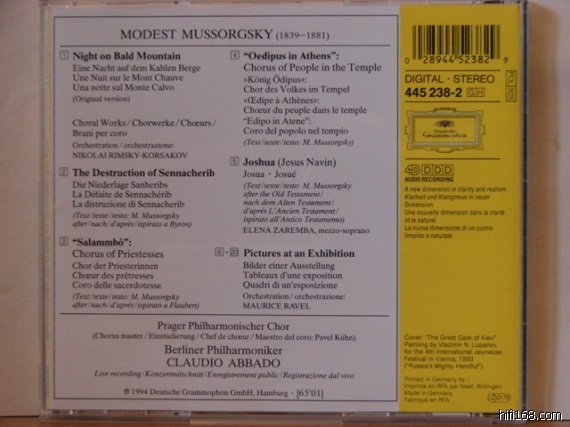 MODEST MUSSORGSKY (1839–1881)
1 Night on Bald Mountain
Eine Nacht auf dem Kahlen Berge
Une Nuit sur le Mont Chauve
Una notte sul Monte Calvo
(Original version)
Choral Works / Chorwerke / Chœurs /
Brani per coro
Orchestration / orchestration:
NIKOLAI RIMSKY-KORSAKOV
2 The Destruction of Sennacherib
Die Niederlage Sanheribs
La Défaite de Sennachérib
La distruzione di Sennacherib
(Text/texte/testo: M. Mussorgsky
after/nach/d'après/ispirato a Byron)
3 "Salammbô":
Chorus of Priestesses
Chor der Priesterinnen
Chœur des prêtresses
Coro delle sacerdotesse
(Text/texte/testo: M. Mussorgsky
after/nach/d'après/ispirato a Flaubert)
4 "Oedipus in Athens":
Chorus of People in the Temple
»König Ödipus«:
Chor des Volkes im Tempel
«Œdipe à Athènes»:
Chœur du peuple dans le temple
"Edipo in Atene":
Coro del popolo nel tempio
(Text/texte/testo: M. Mussorgsky)
5 Joshua (Jesus Navin)
Josua · Josué
(Text/texte/testo: M. Mussorgsky
after the Old Testament/
nach dem Alten Testament/
d'après L'Ancien Testament/
ispirato all'Antico Testamento)
ELENA ZAREMBA, mezzo-soprano
6 – 20 Pictures at an Exhibition
Bilder einer Ausstellung
Tableaux d'une exposition
Quadri di un'esposizione
Orchestration / orchestration:
MAURICE RAVEL
Prager Philharmonischer Chor
(Chorus master / Einstudierung / Chef de chœur / Maestro del coro: Pavel Kühn)
Berliner Philharmoniker
CLAUDIO ABBADO
Live recording / Konzertmitschnitt / Enregistrement public / Registrazione dal vivo
℗ 1994 Deutsche Grammophon GmbH, Hamburg · [65'01]
0 28944 52382 9
DIGITAL · STEREO
445 238-2 GH
Deutsche
Grammophon
4D DDD
AUDIO RECORDING
A new dimension in clarity and realism
Klarheit und Klangtreue in neuer
Dimension
Une nouvelle dimension dans la clarté
et le naturel
La nuova dimensione di un suono
limpido e naturale
Cover: "The Great Gate of Kiev"
Painting by Vladimir N. Lupanov
for the 4th International Jeunesse
Festival in Vienna, 1993
("Russia's Mighty Handful")
Printed in Germany by /
Imprimé en RFA par Neef, Wittingen
Made in Germany
Fabriqué en RFA
hifi168.com